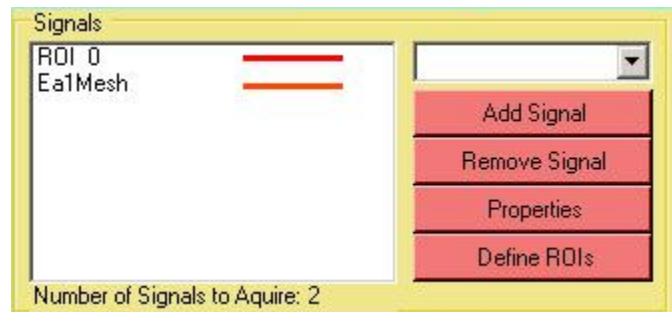 Signals
ROI 0
Ea1Mesh
Add Signal
Remove Signal
Properties
Define ROIs
Number of Signals to Aquire: 2